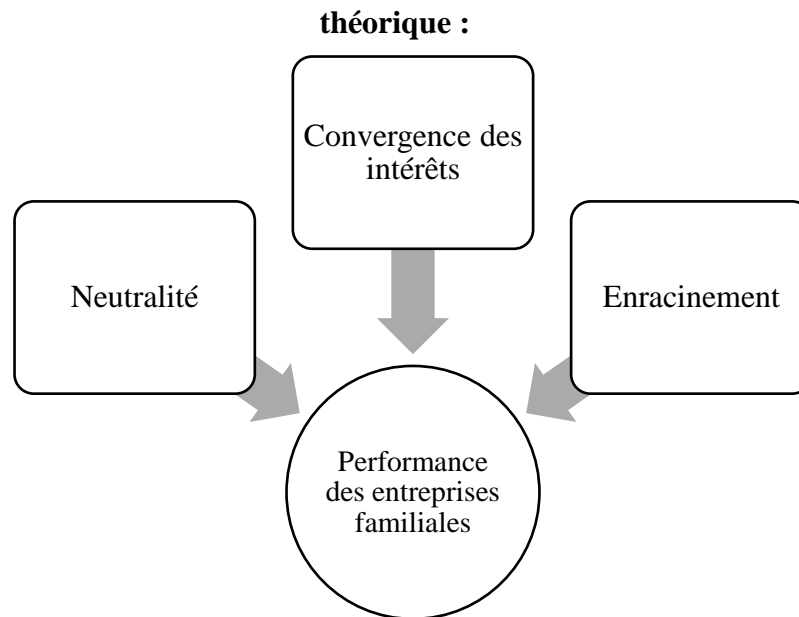 théorique :
Convergence des
intérêts
Neutralité
Enracinement
Performance
des entreprises
familiales